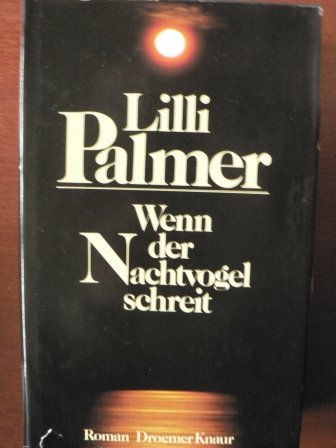 Lilli
Palmer
Wenn
der
Nachtvogel
schreit
Roman Droemer Knaur